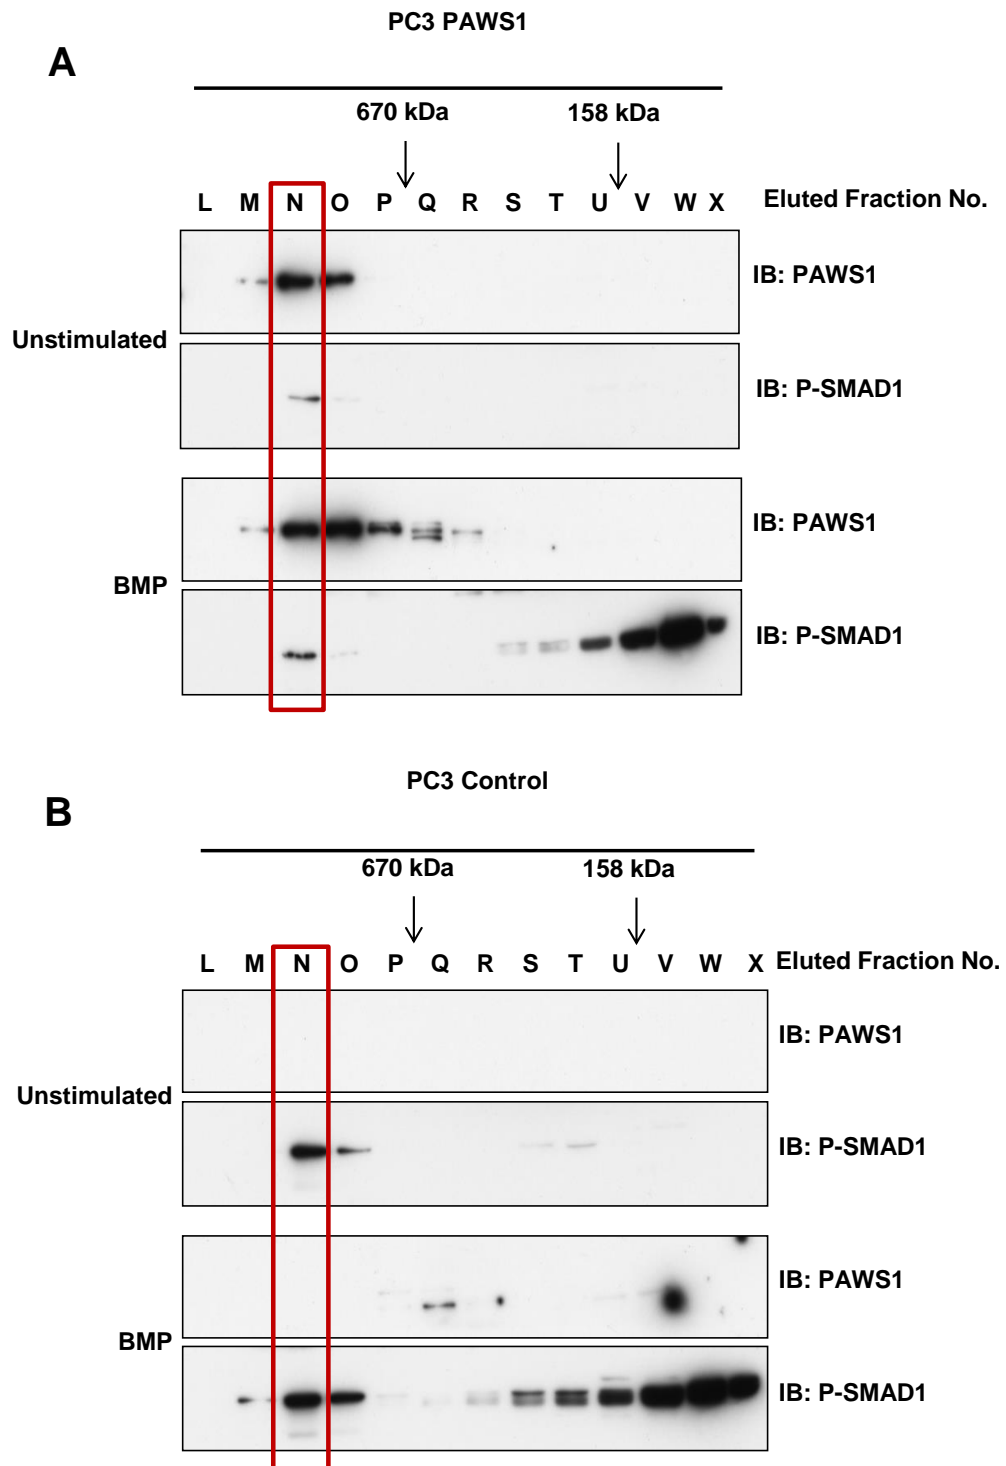 PC3 PAWS1
A
670 kDa 158 kDa
L M N O P Q R S T U V W X Eluted Fraction No.
IB: PAWS1
Unstimulated
IB: P-SMAD1
IB: PAWS1
BMP
IB: P-SMAD1
PC3 Control
B
670 kDa 158 kDa
L M N O P Q R S T U V W X Eluted Fraction No.
IB: PAWS1
Unstimulated
IB: P-SMAD1
IB: PAWS1
BMP
IB: P-SMAD1